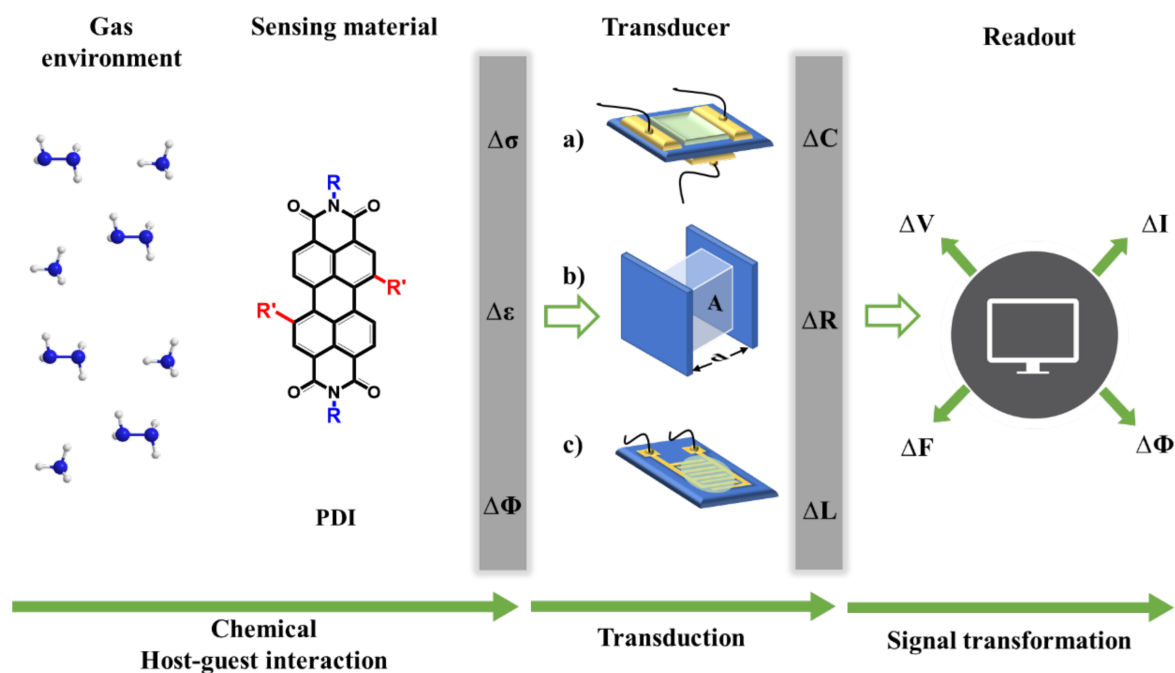 Gas
environment
Sensing material
Transducer
Readout
Δσ
Δε
ΔΦ
R
O
N
O
R'
R'
O
N
O
R
PDI
a)
b)
A
d
c)
ΔC
ΔR
ΔL
ΔV
ΔI
ΔF
ΔΦ
Chemical
Host-guest interaction
Transduction
Signal transformation